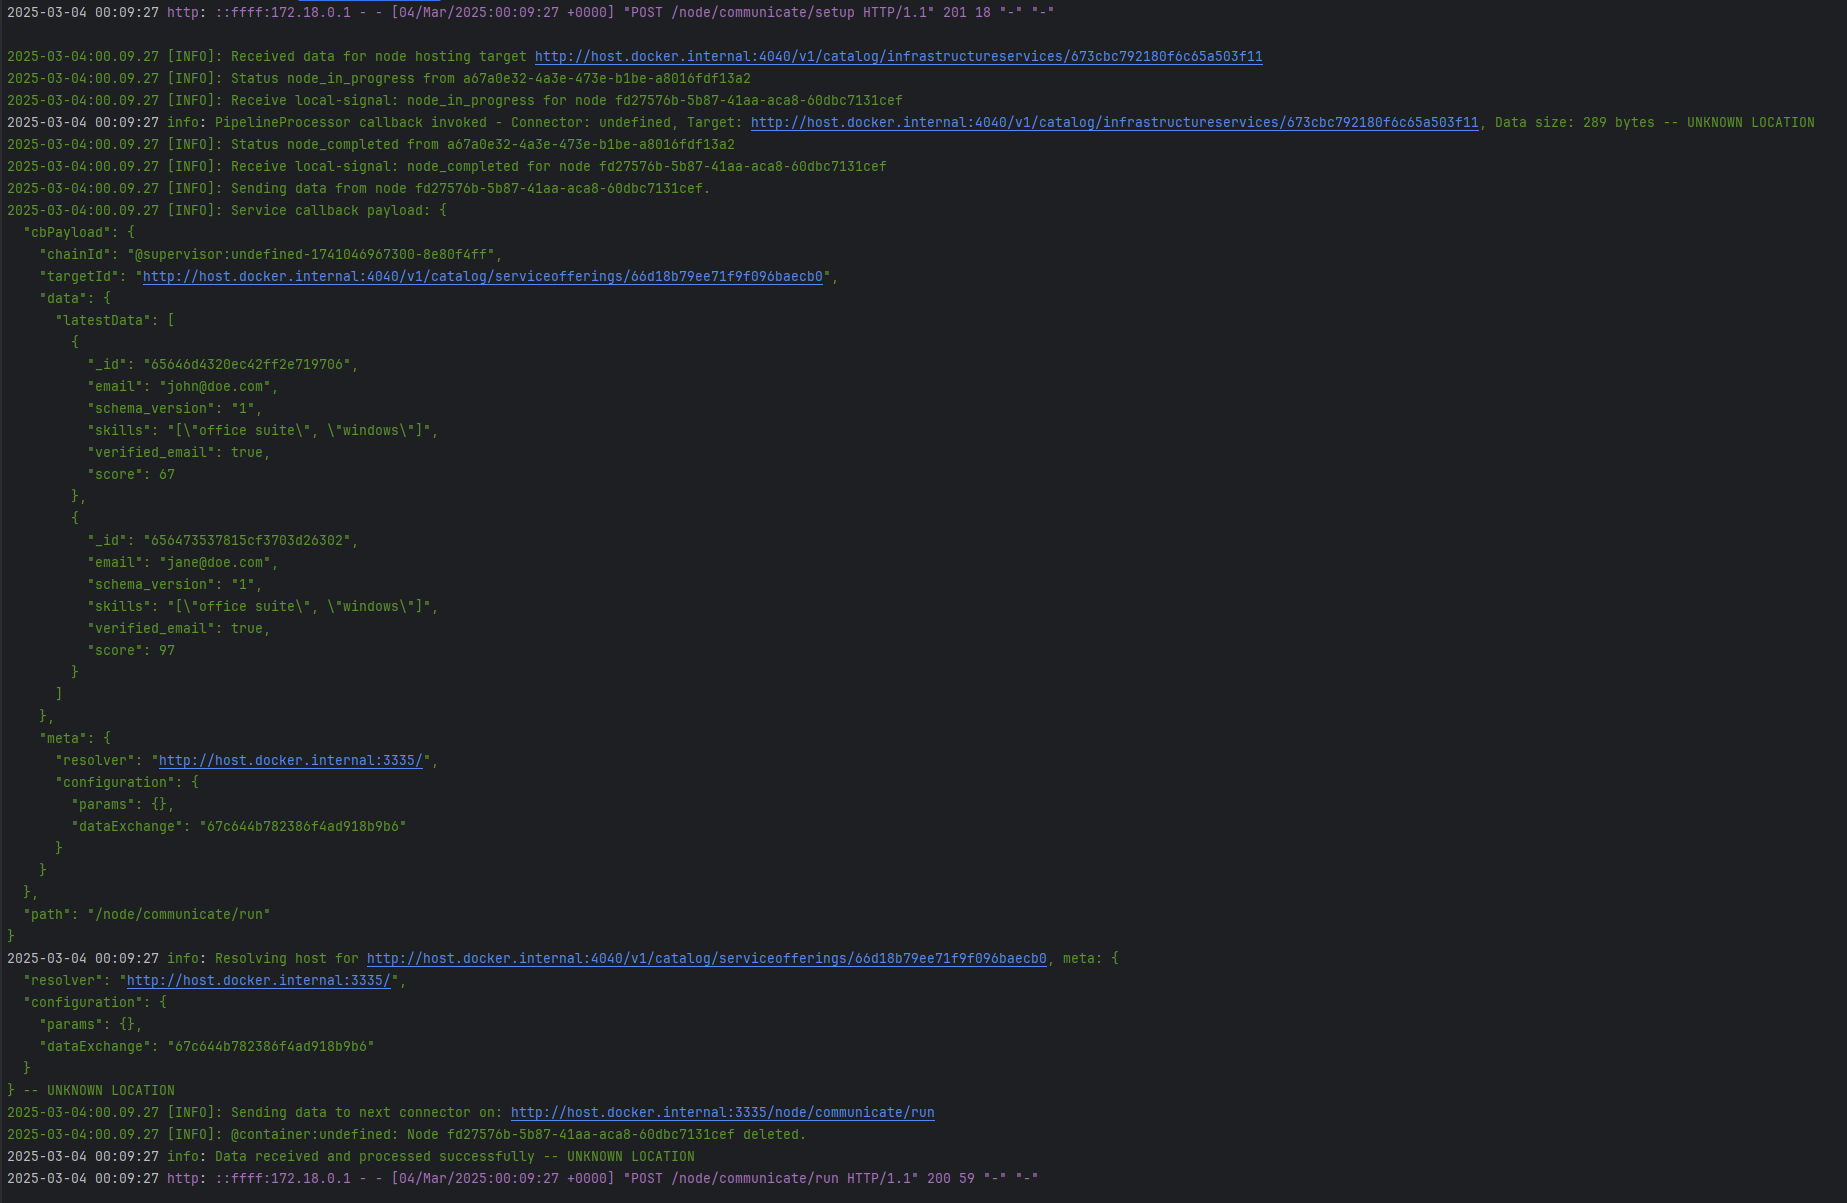 2025-03-04 00:09:27 http: ::ffff:172.18.0.1 - - [04/Mar/2025:00:09:27 +0000] "POST /node/communicate/setup HTTP/1.1" 201 18 "-" "-"
2025-03-04:00.09.27 [INFO]: Received data for node hosting target http://host.docker.internal:4040/v1/catalog/infrastructureservices/673cbc792180f6c65a503f11
2025-03-04:00.09.27 [INFO]: Status node_in_progress from a67a0e32-4a3e-473e-b1be-a8016fdf13a2
2025-03-04:00.09.27 [INFO]: Receive local-signal: node_in_progress for node fd27576b-5b87-41aa-aca8-60dbc7131cef
2025-03-04 00:09:27 info: PipelineProcessor callback invoked - Connector: undefined, Target: http://host.docker.internal:4040/v1/catalog/infrastructureservices/673cbc792180f6c65a503f11, Data size: 289 bytes -- UNKNOWN LOCATION
2025-03-04:00.09.27 [INFO]: Status node_completed from a67a0e32-4a3e-473e-b1be-a8016fdf13a2
2025-03-04:00.09.27 [INFO]: Receive local-signal: node_completed for node fd27576b-5b87-41aa-aca8-60dbc7131cef
2025-03-04:00.09.27 [INFO]: Sending data from node fd27576b-5b87-41aa-aca8-60dbc7131cef.
2025-03-04:00.09.27 [INFO]: Service callback payload: {
  "cbPayload": {
    "chainId": "@supervisor:undefined-1741046967300-8e80f4ff",
    "targetId": "http://host.docker.internal:4040/v1/catalog/serviceofferings/66d18b79ee71f9f096baecb0",
    "data": {
      "latestData": [
        {
          "_id": "65646d4320ec42ff2e719706",
          "email": "john@doe.com",
          "schema_version": "1",
          "skills": "[\"office suite\", \"windows\"]",
          "verified_email": true,
          "score": 67
        },
        {
          "_id": "656473537815cf3703d26302",
          "email": "jane@doe.com",
          "schema_version": "1",
          "skills": "[\"office suite\", \"windows\"]",
          "verified_email": true,
          "score": 97
        }
      ]
    },
    "meta": {
      "resolver": "http://host.docker.internal:3335/",
      "configuration": {
        "params": {},
        "dataExchange": "67c644b782386f4ad918b9b6"
      }
    }
  },
  "path": "/node/communicate/run"
}
2025-03-04 00:09:27 info: Resolving host for http://host.docker.internal:4040/v1/catalog/serviceofferings/66d18b79ee71f9f096baecb0, meta: {
  "resolver": "http://host.docker.internal:3335/",
  "configuration": {
    "params": {},
    "dataExchange": "67c644b782386f4ad918b9b6"
  }
} -- UNKNOWN LOCATION
2025-03-04:00.09.27 [INFO]: Sending data to next connector on: http://host.docker.internal:3335/node/communicate/run
2025-03-04:00.09.27 [INFO]: @container:undefined: Node fd27576b-5b87-41aa-aca8-60dbc7131cef deleted.
2025-03-04 00:09:27 info: Data received and processed successfully -- UNKNOWN LOCATION
2025-03-04 00:09:27 http: ::ffff:172.18.0.1 - - [04/Mar/2025:00:09:27 +0000] "POST /node/communicate/run HTTP/1.1" 200 59 "-" "-"